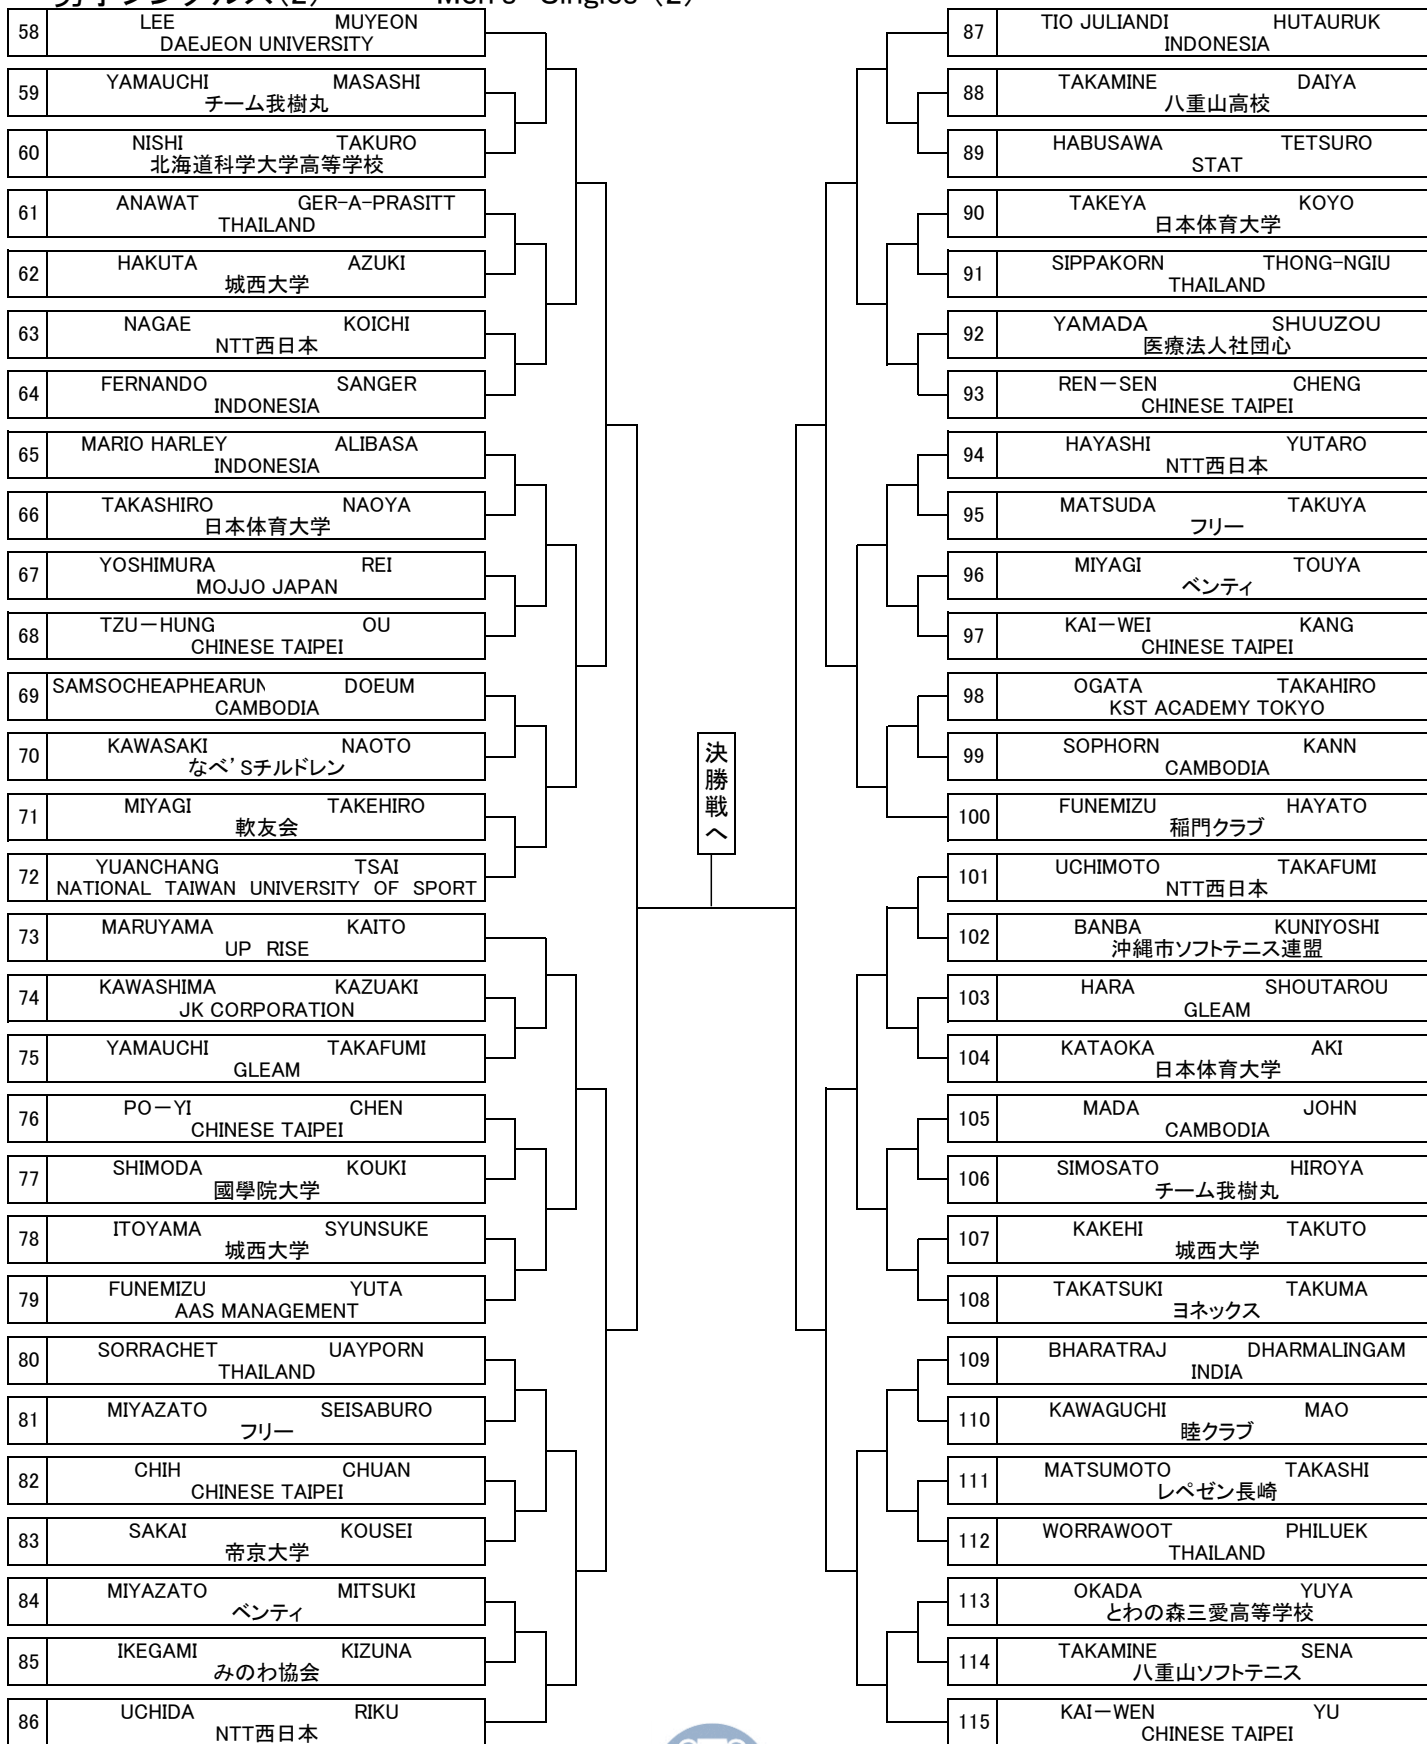 男子シングルス(2)　Men's Singles (2)
58 LEE MUYEON
DAEJEON UNIVERSITY
59 YAMAUCHI MASASHI
チーム我樹丸
60 NISHI TAKURO
北海道科学大学高等学校
61 ANAWAT GER-A-PRASITT
THAILAND
62 HAKUTA AZUKI
城西大学
63 NAGAE KOICHI
NTT西日本
64 FERNANDO SANGER
INDONESIA
65 MARIO HARLEY ALIBASA
INDONESIA
66 TAKASHIRO NAOYA
日本体育大学
67 YOSHIMURA REI
MOJJO JAPAN
68 TZU－HUNG OU
CHINESE TAIPEI
69 SAMSOCHEAPHEARUN DOEUM
CAMBODIA
70 KAWASAKI NAOTO
なべ’Sチルドレン
71 MIYAGI TAKEHIRO
軟友会
72 YUANCHANG TSAI
NATIONAL TAIWAN UNIVERSITY OF SPORT
73 MARUYAMA KAITO
UP RISE
74 KAWASHIMA KAZUAKI
JK CORPORATION
75 YAMAUCHI TAKAFUMI
GLEAM
76 PO－YI CHEN
CHINESE TAIPEI
77 SHIMODA KOUKI
國學院大学
78 ITOYAMA SYUNSUKE
城西大学
79 FUNEMIZU YUTA
AAS MANAGEMENT
80 SORRACHET UAYPORN
THAILAND
81 MIYAZATO SEISABURO
フリー
82 CHIH CHUAN
CHINESE TAIPEI
83 SAKAI KOUSEI
帝京大学
84 MIYAZATO MITSUKI
ベンティ
85 IKEGAMI KIZUNA
みのわ協会
86 UCHIDA RIKU
NTT西日本
決勝戦へ
87 TIO JULIANDI HUTAURUK
INDONESIA
88 TAKAMINE DAIYA
八重山高校
89 HABUSAWA TETSURO
STAT
90 TAKEYA KOYO
日本体育大学
91 SIPPAKORN THONG-NGIU
THAILAND
92 YAMADA SHUUZOU
医療法人社団心
93 REN－SEN CHENG
CHINESE TAIPEI
94 HAYASHI YUTARO
NTT西日本
95 MATSUDA TAKUYA
フリー
96 MIYAGI TOUYA
ベンティ
97 KAI－WEI KANG
CHINESE TAIPEI
98 OGATA TAKAHIRO
KST ACADEMY TOKYO
99 SOPHORN KANN
CAMBODIA
100 FUNEMIZU HAYATO
稲門クラブ
101 UCHIMOTO TAKAFUMI
NTT西日本
102 BANBA KUNIYOSHI
沖縄市ソフトテニス連盟
103 HARA SHOUTAROU
GLEAM
104 KATAOKA AKI
日本体育大学
105 MADA JOHN
CAMBODIA
106 SIMOSATO HIROYA
チーム我樹丸
107 KAKEHI TAKUTO
城西大学
108 TAKATSUKI TAKUMA
ヨネックス
109 BHARATRAJ DHARMALINGAM
INDIA
110 KAWAGUCHI MAO
睦クラブ
111 MATSUMOTO TAKASHI
レペゼン長崎
112 WORRAWOOT PHILUEK
THAILAND
113 OKADA YUYA
とわの森三愛高等学校
114 TAKAMINE SENA
八重山ソフトテニス
115 KAI－WEN YU
CHINESE TAIPEI